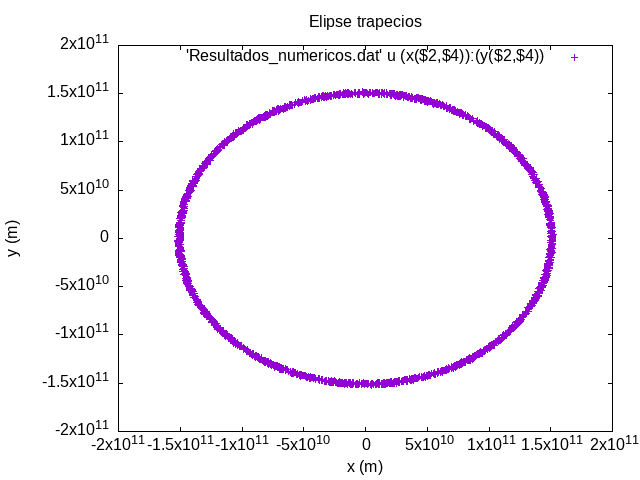 Elipse trapecios
'Resultados_numericos.dat' u (x($2,$4)):(y($2,$4))
2x10^11
1.5x10^11
1x10^11
5x10^10
0
-5x10^10
-1x10^11
-1.5x10^11
-2x10^11
y (m)
-2x10^11 -1.5x10^11 -1x10^11 -5x10^10 0 5x10^10 1x10^11 1.5x10^11 2x10^11
x (m)